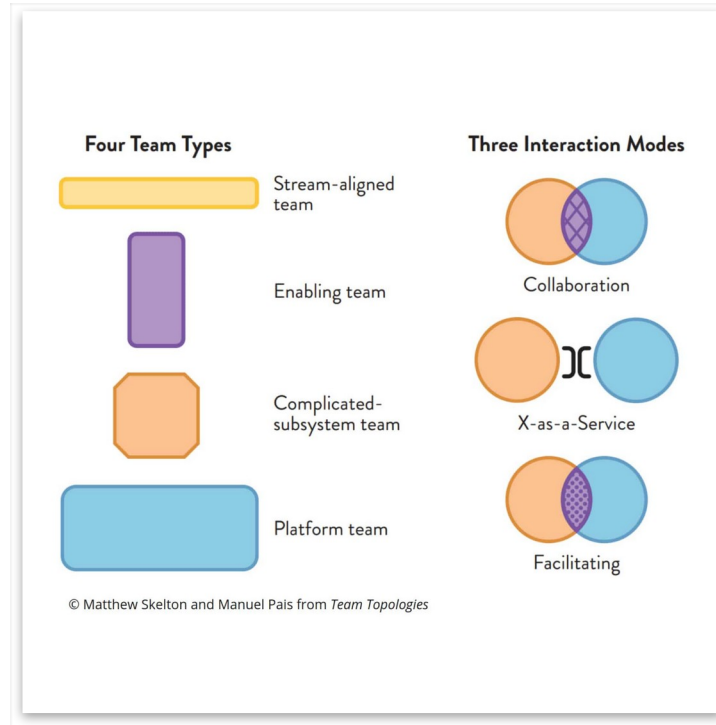 Four Team Types
Stream-aligned
team
Enabling team
Complicated-
subsystem team
Platform team
Three Interaction Modes
Collaboration
X-as-a-Service
Facilitating
© Matthew Skelton and Manuel Pais from Team Topologies